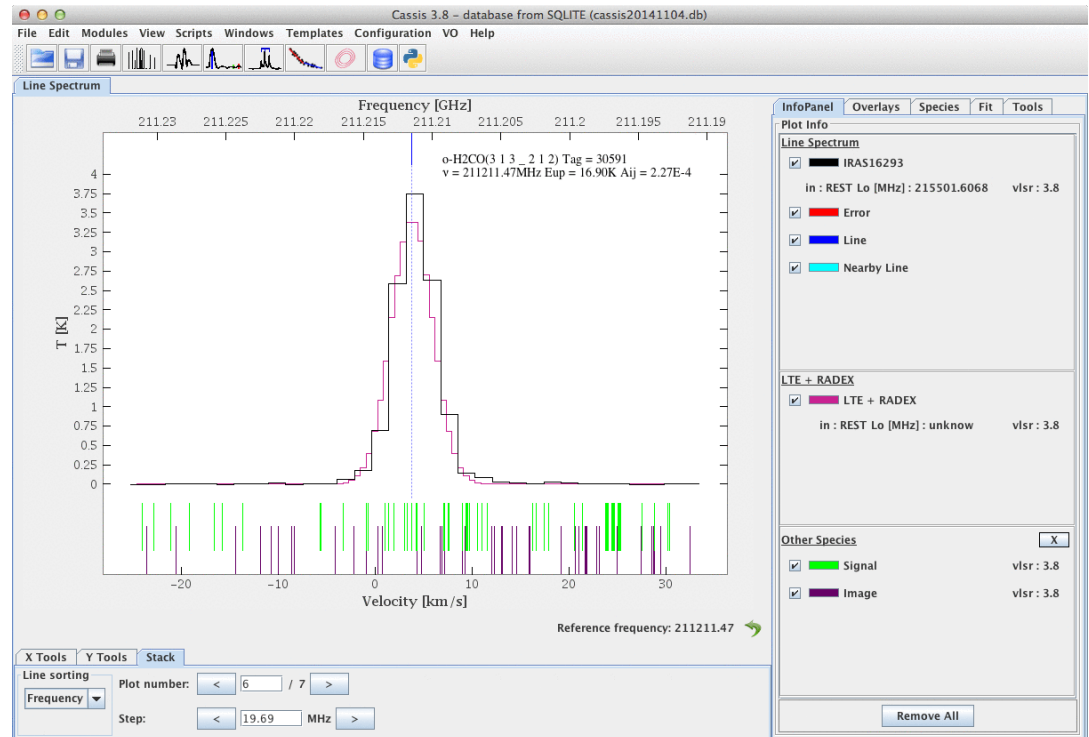 Cassis 3.8 - database from SQLITE (cassis20141104.db)
File Edit Modules View Scripts Windows Templates Configuration VO Help
Line Spectrum
Frequency [GHz]
211.23 211.225 211.22 211.215 211.21 211.205 211.2 211.195 211.19
o-H2CO(3 1 3 _ 2 1 2) Tag = 30591
ν = 211211.47MHz Eup = 16.90K Aij = 2.27E-4
T [K]
4
3.75
3.5
3.25
3
2.75
2.5
2.25
2
1.75
1.5
1.25
1
0.75
0.5
0.25
0
-20 -10 0 10 20 30
Velocity [km/s]
Reference frequency: 211211.47
X Tools Y Tools Stack
Line sorting
Frequency
Plot number: < 6 / 7 >
Step: < 19.69 MHz >
InfoPanel Overlays Species Fit Tools
Plot Info
Line Spectrum
IRAS16293
in : REST Lo [MHz] : 215501.6068 vlsr : 3.8
Error
Line
Nearby Line
LTE + RADEX
LTE + RADEX
in : REST Lo [MHz] : unknow vlsr : 3.8
Other Species X
Signal vlsr : 3.8
Image vlsr : 3.8
Remove All